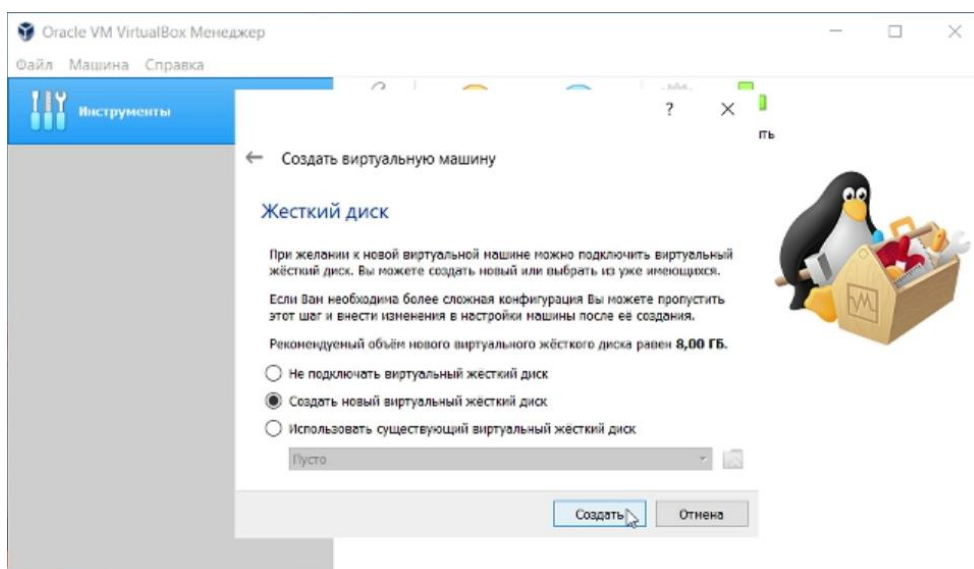 Oracle VM VirtualBox Менеджер
Файл Машина Справка
Инструменты
?
ть
Создать виртуальную машину
Жесткий диск
При желании к новой виртуальной машине можно подключить виртуальный
жёсткий диск. Вы можете создать новый или выбрать из уже имеющихся.
Если Вам необходима более сложная конфигурация Вы можете пропустить
этот шаг и внести изменения в настройки машины после её создания.
Рекомендуемый объём нового виртуального жёсткого диска равен 8,00 ГБ.
Не подключать виртуальный жёсткий диск
Создать новый виртуальный жёсткий диск
Использовать существующий виртуальный жёсткий диск
Пусто
Создать Отмена